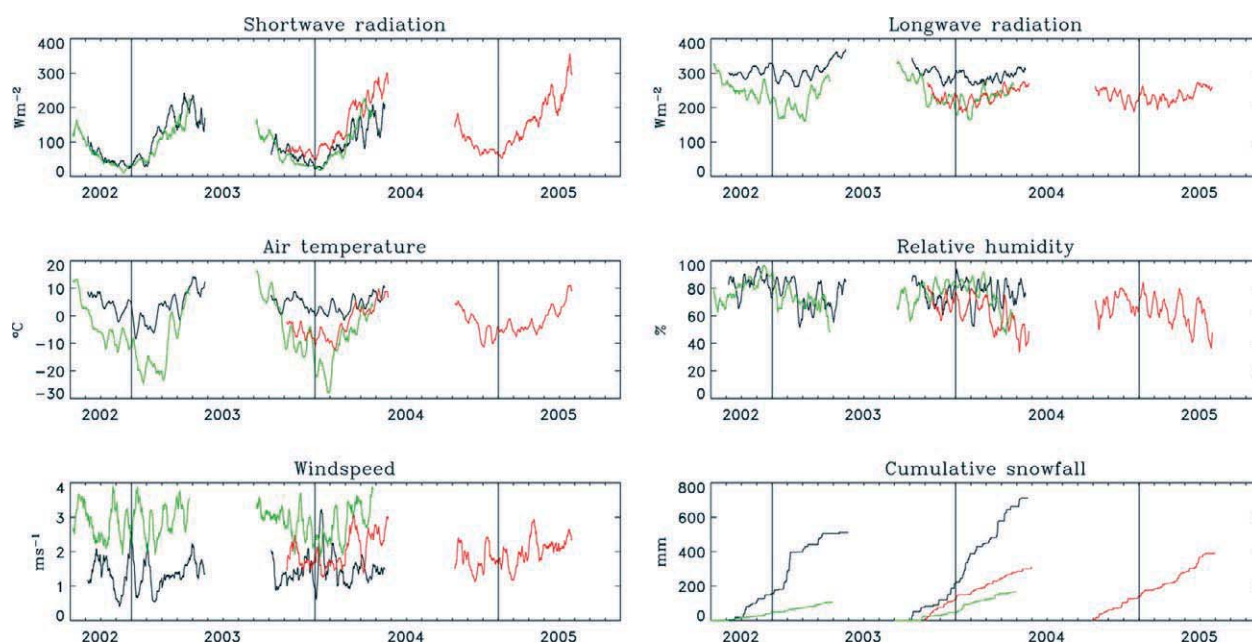 Shortwave radiation
400
300
200
100
0
Wm⁻²
2002 2003 2004 2005
Longwave radiation
400
300
200
100
0
Wm⁻²
2002 2003 2004 2005
Air temperature
20
10
0
−10
−20
−30
°C
2002 2003 2004 2005
Relative humidity
100
80
60
40
20
0
%
2002 2003 2004 2005
Windspeed
4
3
2
1
0
ms⁻¹
2002 2003 2004 2005
Cumulative snowfall
800
600
400
200
0
mm
2002 2003 2004 2005